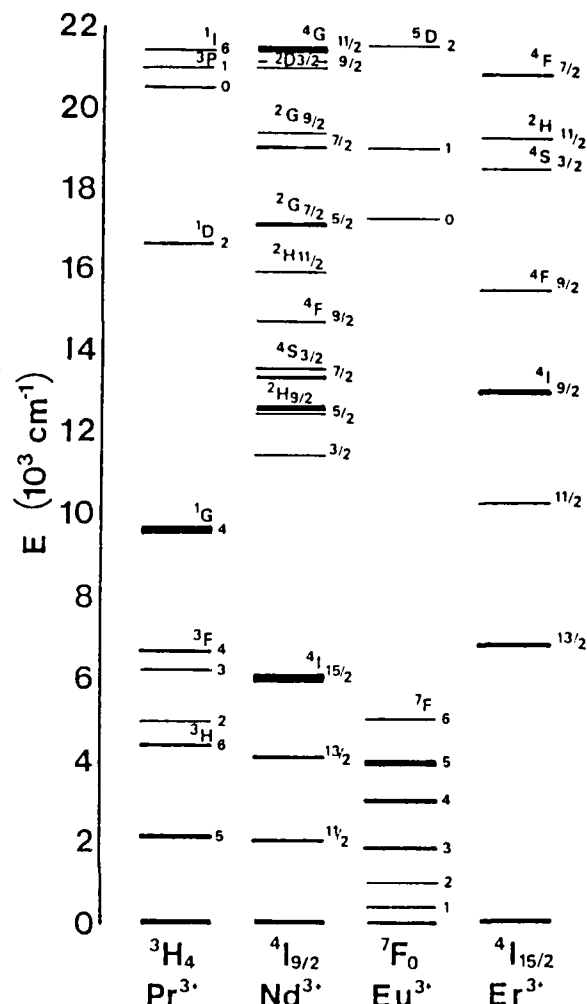 22
20
18
16
14
12
10
8
6
4
2
0
E (10³ cm⁻¹)
¹I 6
³P 1
0
¹D 2
¹G 4
³F 4
3
2
³H 6
5
³H₄
Pr³⁺
⁴G 11/2
²D3/2 9/2
²G 9/2
7/2
²G 7/2 5/2
²H 11/2
⁴F 9/2
⁴S 3/2 7/2
²H 9/2 5/2
3/2
⁴I 15/2
13/2
11/2
⁴I₉/₂
Nd³⁺
⁵D 2
1
0
⁷F 6
5
4
3
2
1
⁷F₀
Eu³⁺
⁴F 7/2
²H 11/2
⁴S 3/2
⁴F 9/2
⁴I 9/2
11/2
13/2
⁴I₁₅/₂
Er³⁺